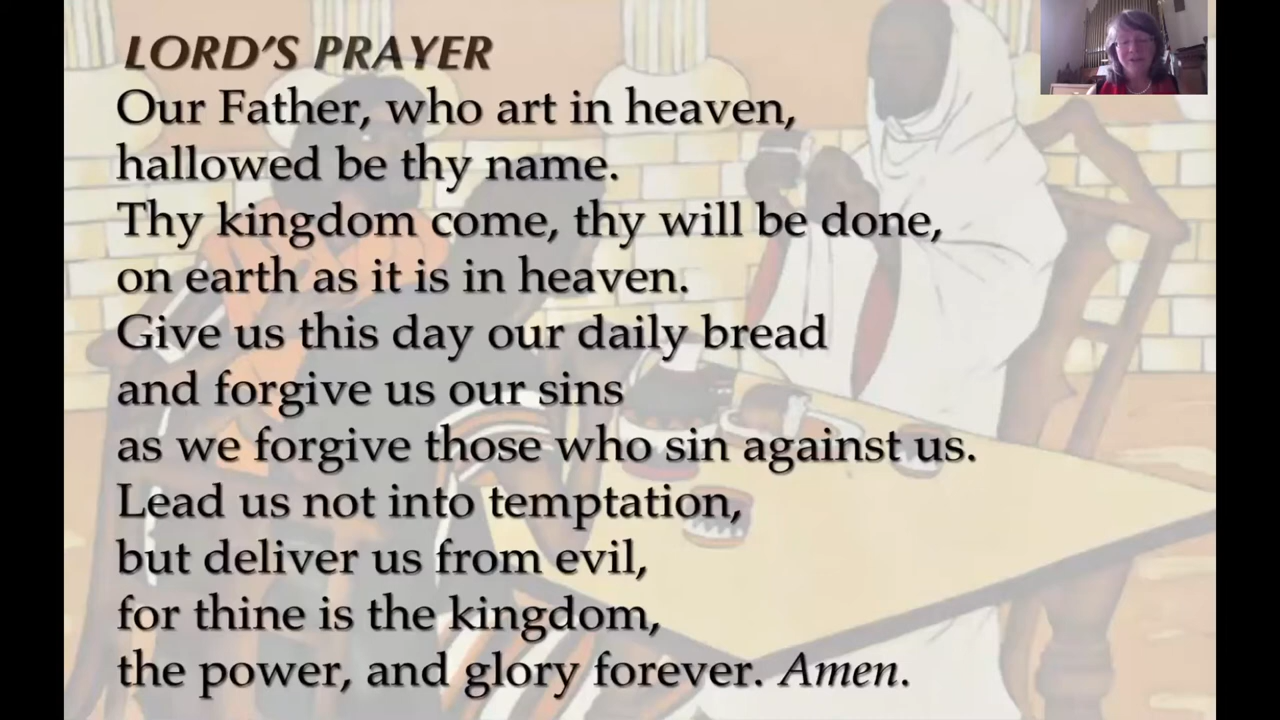 LORD’S PRAYER
Our Father, who art in heaven,
hallowed be thy name.
Thy kingdom come, thy will be done,
on earth as it is in heaven.
Give us this day our daily bread
and forgive us our sins
as we forgive those who sin against us.
Lead us not into temptation,
but deliver us from evil,
for thine is the kingdom,
the power, and glory forever. Amen.